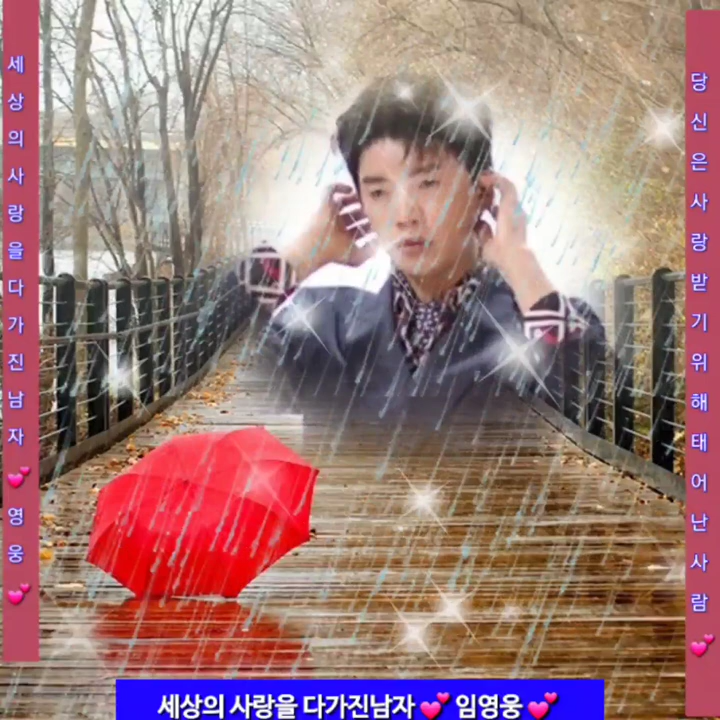 세상의사랑을다가진남자💕영웅💕
당신은사랑받기위해태어난사람💕
세상의 사랑을 다가진남자 💕 임영웅 💕